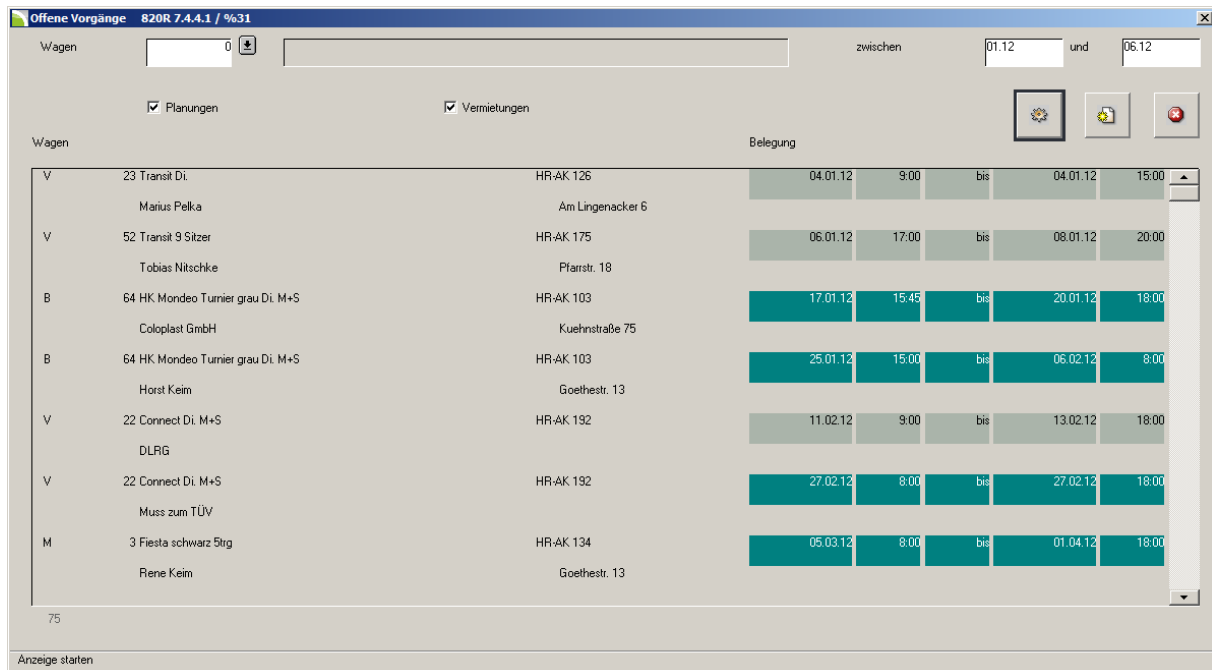 Offene Vorgänge 820R 7.4.4.1 / %31
Wagen 0 zwischen 01.12 und 06.12
Planungen Vermietungen
Wagen Belegung
V 23 Transit Di. HR-AK 126 04.01.12 9:00 bis 04.01.12 15:00
Marius Pelka Am Lingenacker 6
V 52 Transit 9 Sitzer HR-AK 175 06.01.12 17:00 bis 08.01.12 20:00
Tobias Nitschke Pfarrstr. 18
B 64 HK Mondeo Turnier grau Di. M+S HR-AK 103 17.01.12 15:45 bis 20.01.12 18:00
Coloplast GmbH Kuehnstraße 75
B 64 HK Mondeo Turnier grau Di. M+S HR-AK 103 25.01.12 15:00 bis 06.02.12 8:00
Horst Keim Goethestr. 13
V 22 Connect Di. M+S HR-AK 192 11.02.12 9:00 bis 13.02.12 18:00
DLRG
V 22 Connect Di. M+S HR-AK 192 27.02.12 8:00 bis 27.02.12 18:00
Muss zum TÜV
M 3 Fiesta schwarz 5trg HR-AK 134 05.03.12 8:00 bis 01.04.12 18:00
Rene Keim Goethestr. 13
75
Anzeige starten